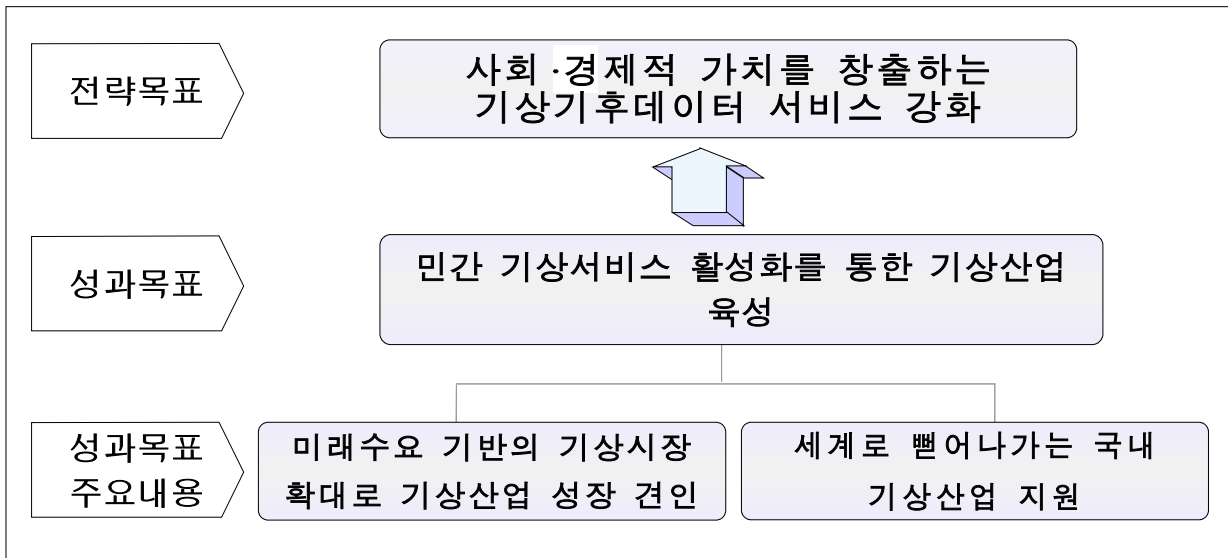 전략목표
사회·경제적 가치를 창출하는
기상기후데이터 서비스 강화
성과목표
민간 기상서비스 활성화를 통한 기상산업
육성
성과목표
주요내용
미래수요 기반의 기상시장
확대로 기상산업 성장 견인
세계로 뻗어나가는 국내
기상산업 지원